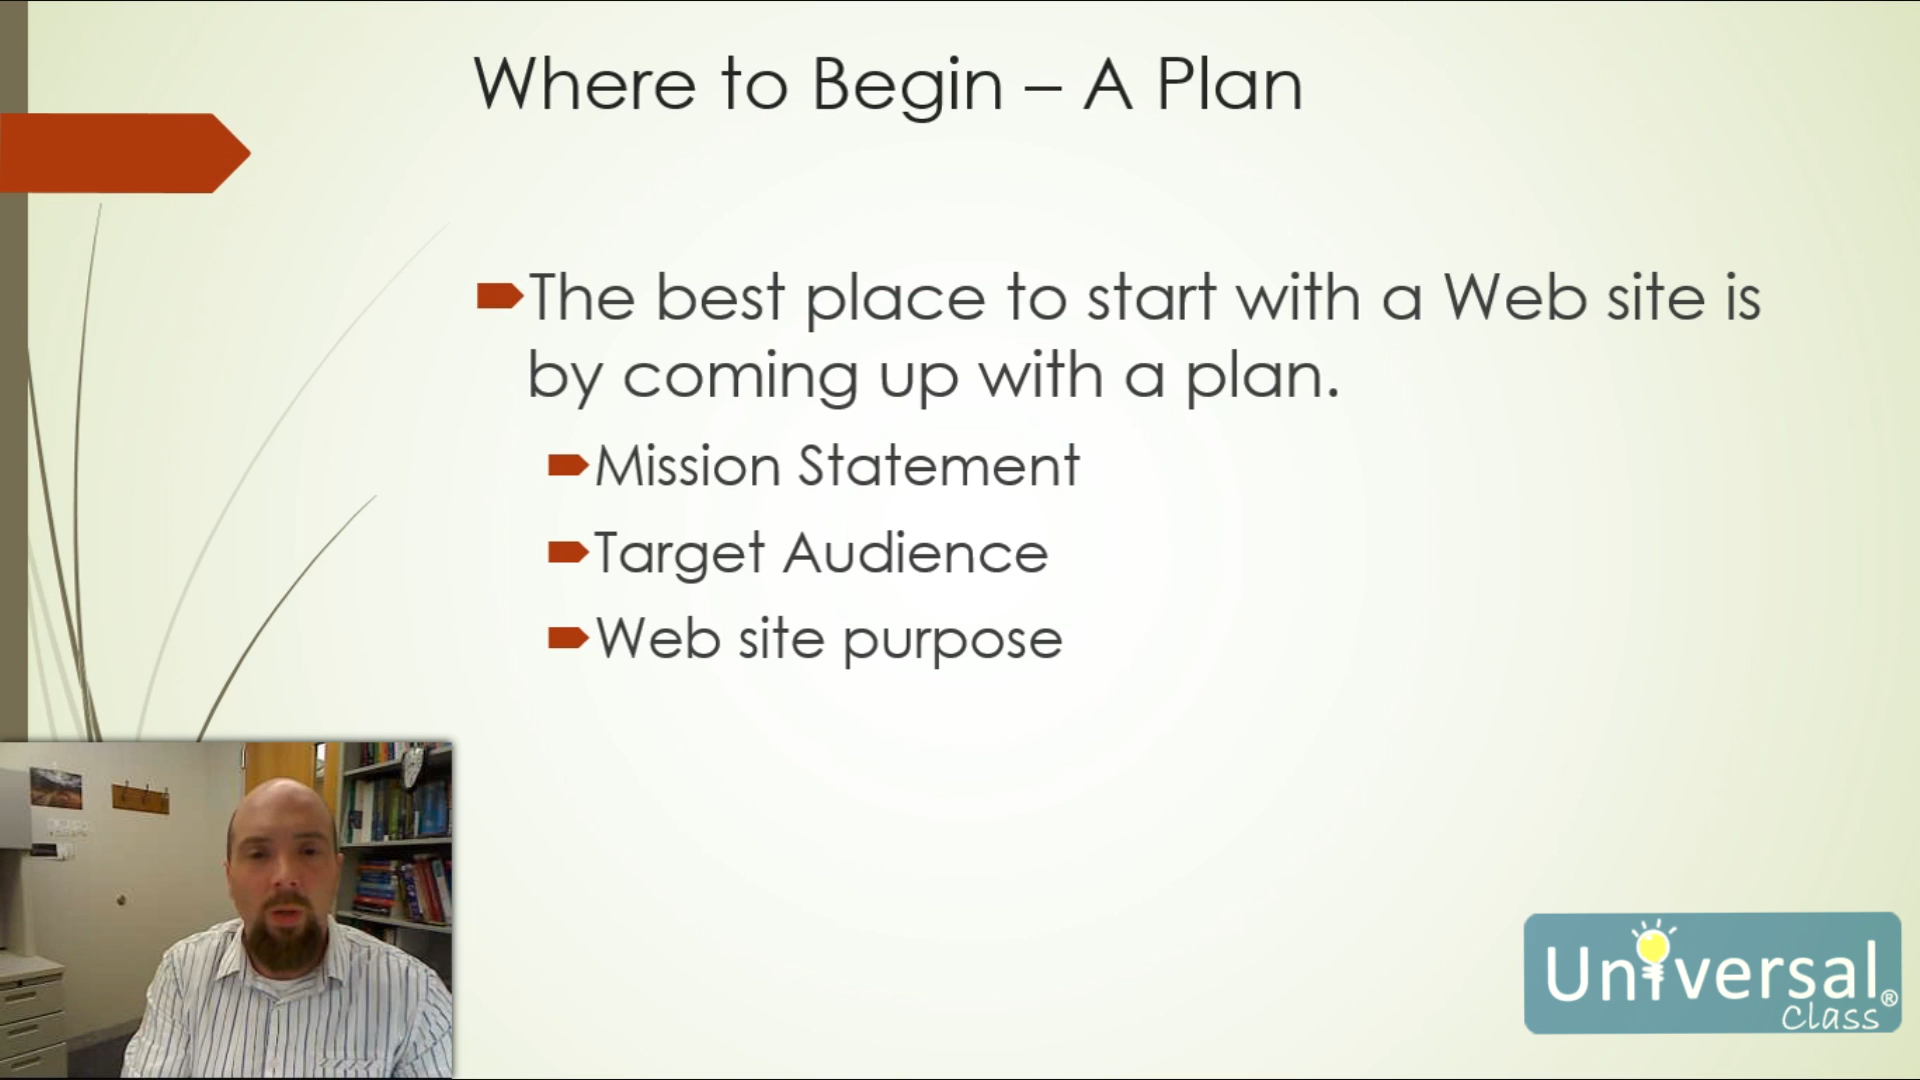 Where to Begin – A Plan
The best place to start with a Web site is
by coming up with a plan.
Mission Statement
Target Audience
Web site purpose
Universal®
Class